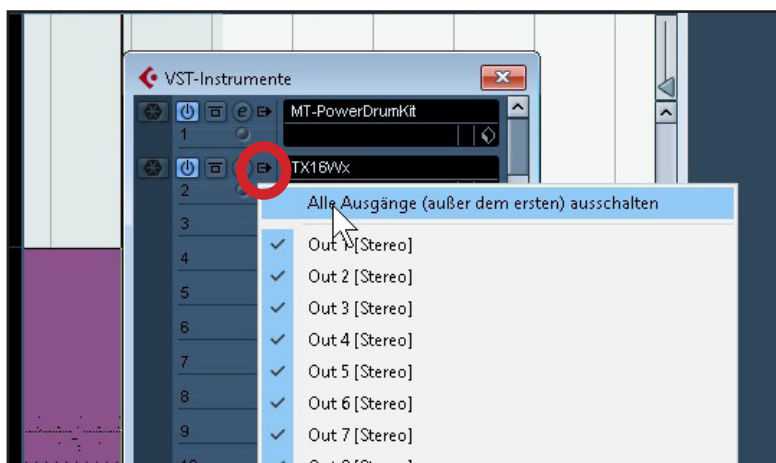 VST-Instrumente
MT-PowerDrumKit
1
TX16Wx
2
Alle Ausgänge (außer dem ersten) ausschalten
3
Out 1 [Stereo]
4
Out 2 [Stereo]
5
Out 3 [Stereo]
6
Out 4 [Stereo]
7
Out 5 [Stereo]
8
Out 6 [Stereo]
9
Out 7 [Stereo]